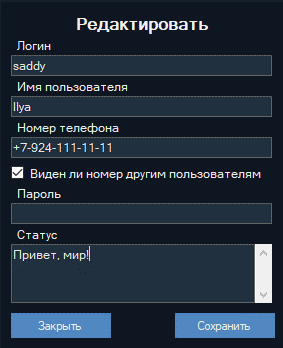 Редактировать
Логин
saddy
Имя пользователя
Ilya
Номер телефона
+7-924-111-11-11
Виден ли номер другим пользователям
Пароль
Статус
Привет, мир!
Закрыть
Сохранить